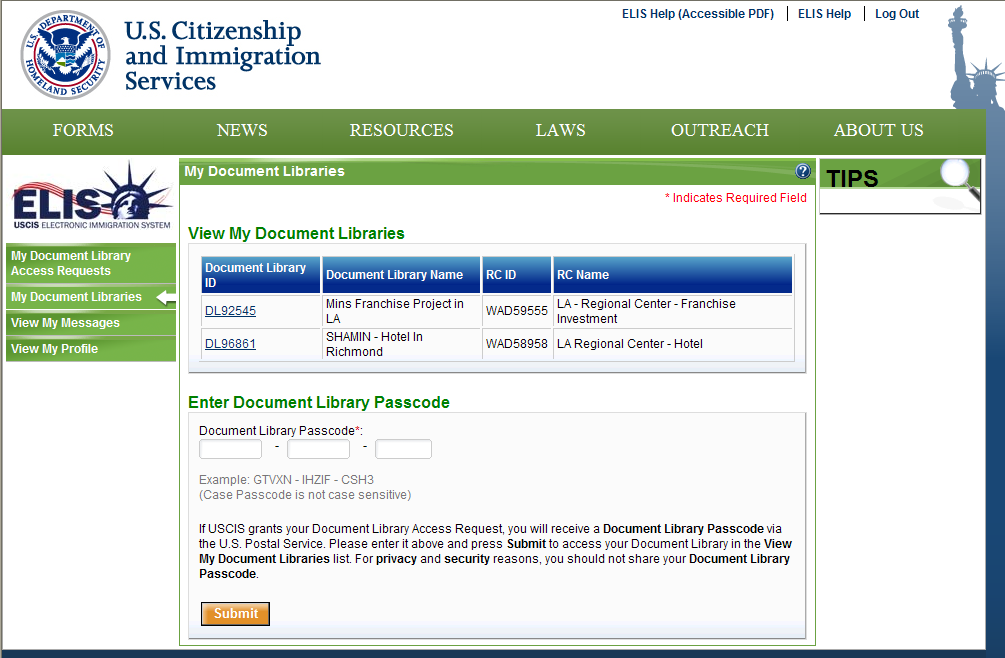 ELIS Help (Accessible PDF) | ELIS Help | Log Out
U.S. DEPARTMENT OF HOMELAND SECURITY
U.S. Citizenship
and Immigration
Services
FORMS NEWS RESOURCES LAWS OUTREACH ABOUT US
ELIS
USCIS ELECTRONIC IMMIGRATION SYSTEM
My Document Library
Access Requests
My Document Libraries
View My Messages
View My Profile
My Document Libraries ?
* Indicates Required Field
View My Document Libraries
Document Library ID Document Library Name RC ID RC Name
DL92545 Mins Franchise Project in LA WAD59555 LA - Regional Center - Franchise Investment
DL96861 SHAMIN - Hotel In Richmond WAD58958 LA Regional Center - Hotel
Enter Document Library Passcode
Document Library Passcode*:
- -
Example: GTVXN - IHZIF - CSH3
(Case Passcode is not case sensitive)
If USCIS grants your Document Library Access Request, you will receive a Document Library Passcode via
the U.S. Postal Service. Please enter it above and press Submit to access your Document Library in the View
My Document Libraries list. For privacy and security reasons, you should not share your Document Library
Passcode.
Submit
TIPS